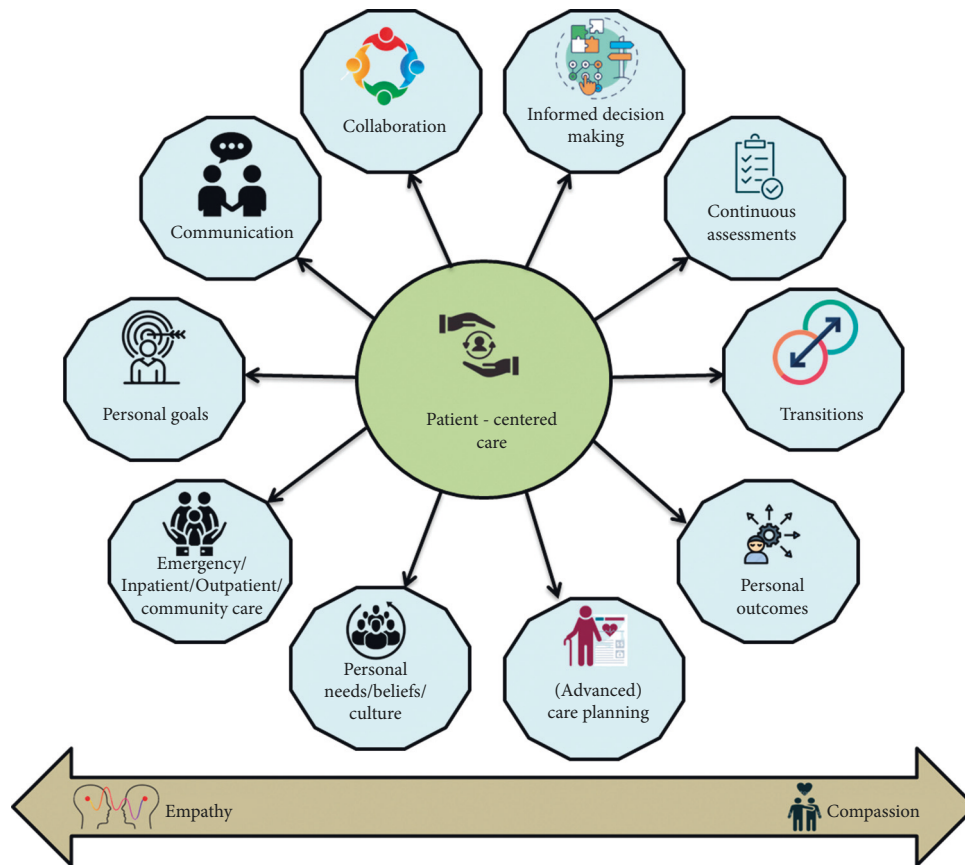 Collaboration
Informed decision
making
Communication
Continuous
assessments
Personal goals
Patient - centered
care
Transitions
Emergency/
Inpatient/Outpatient/
community care
Personal
outcomes
Personal
needs/beliefs/
culture
(Advanced)
care planning
Empathy
Compassion